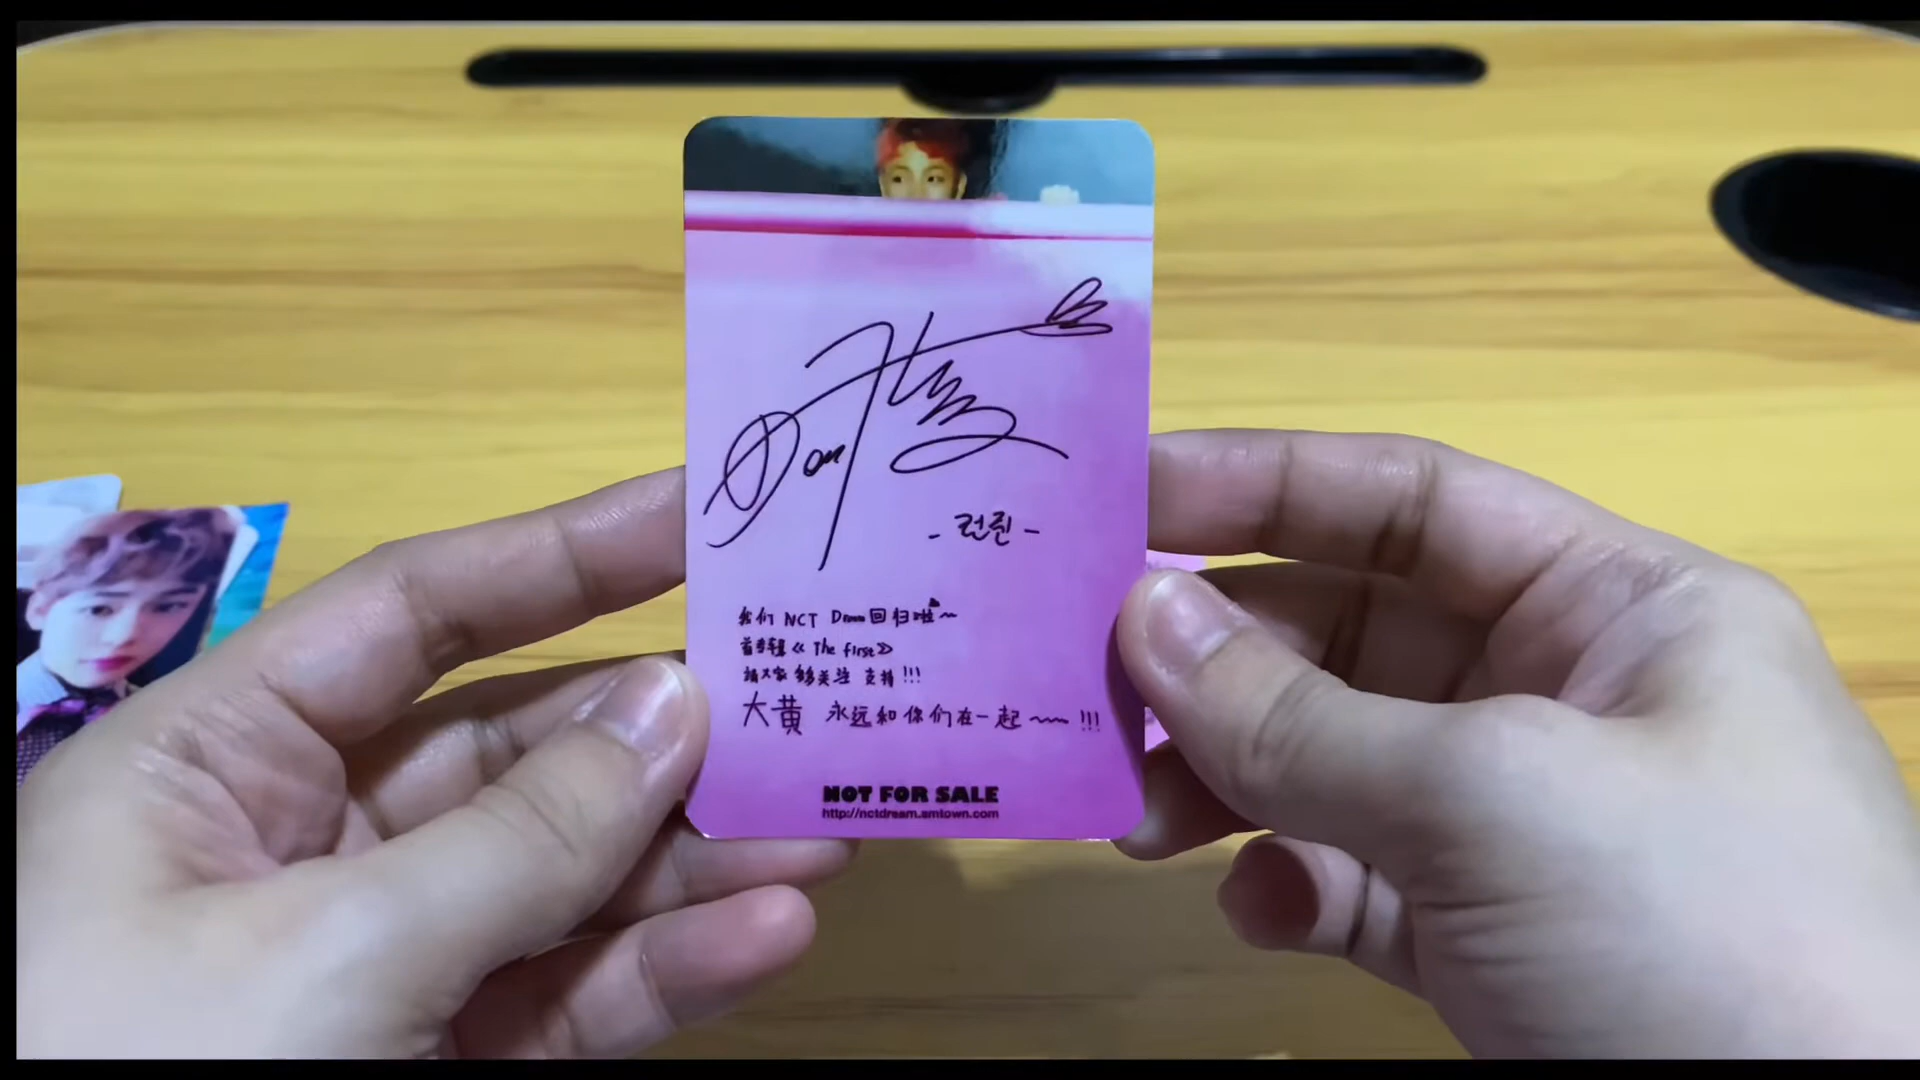 -런쥔-
我们 NCT Dream 回归啦~
首专辑《The first》
请大家多多关注 支持!!!
大黄 永远和你们在一起~~!!!
NOT FOR SALE
http://nctdream.smtown.com